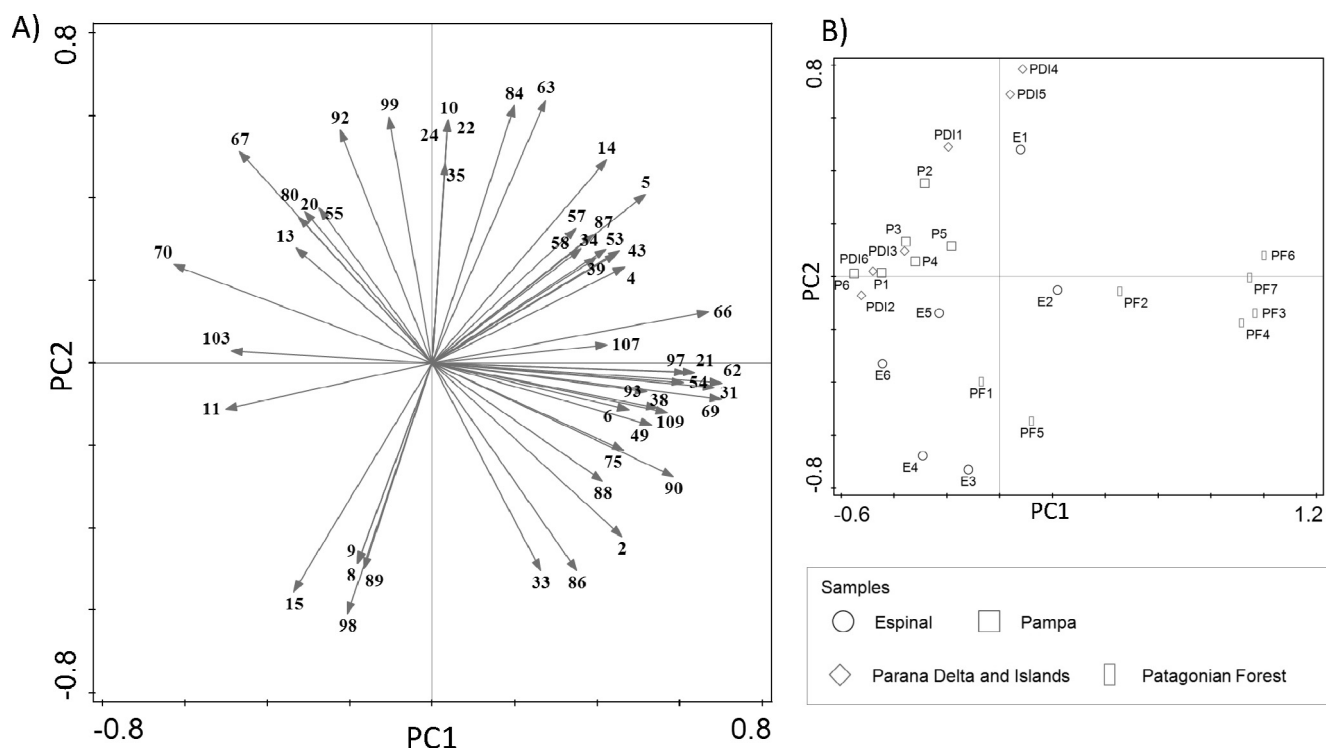 A)
0.8
84
63
10
99
92
24
22
67
14
35
5
80
20
55
57
87
13
58
34
53
43
70
39
4
66
103
107
97
21
62
54
93
31
38
11
6
69
109
49
75
90
88
2
9
8
89
33
86
15
98
-0.8
-0.8
PC1
0.8
PC2
B)
0.8
PDI4
PDI5
PDI1
E1
P2
P3
P5
PDI3
P4
PF6
PDI6
P6
P1
PF7
PDI2
E2
PF2
E5
PF3
PF4
E6
PF1
PF5
E4
E3
-0.8
-0.6
PC1
1.2
PC2
Samples
Espinal
Pampa
Parana Delta and Islands
Patagonian Forest